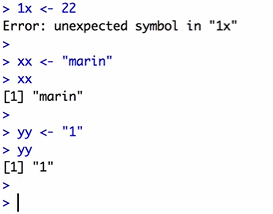 > 1x <- 22
Error: unexpected symbol in "1x"
>
> xx <- "marin"
> xx
[1] "marin"
>
> yy <- "1"
> yy
[1] "1"
>
>